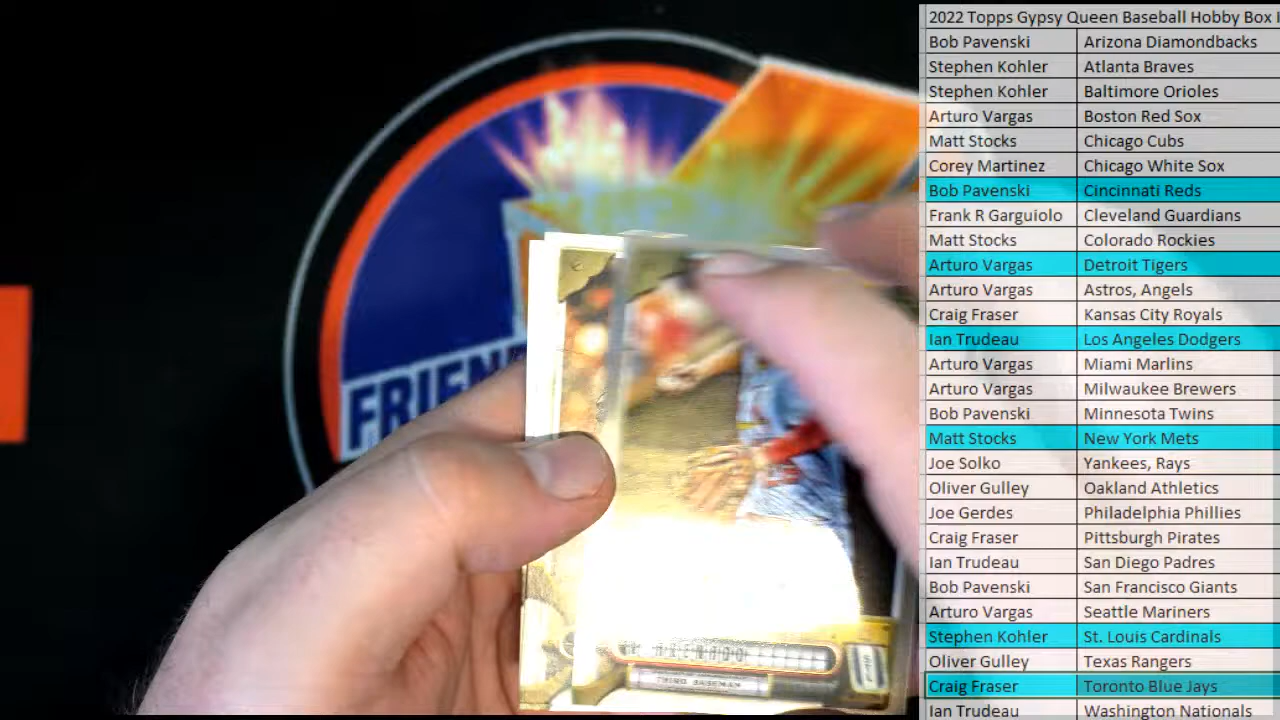 2022 Topps Gypsy Queen Baseball Hobby Box
Bob Pavenski Arizona Diamondbacks
Stephen Kohler Atlanta Braves
Stephen Kohler Baltimore Orioles
Arturo Vargas Boston Red Sox
Matt Stocks Chicago Cubs
Corey Martinez Chicago White Sox
Bob Pavenski Cincinnati Reds
Frank R Garguiolo Cleveland Guardians
Matt Stocks Colorado Rockies
Arturo Vargas Detroit Tigers
Arturo Vargas Astros, Angels
Craig Fraser Kansas City Royals
Ian Trudeau Los Angeles Dodgers
Arturo Vargas Miami Marlins
Arturo Vargas Milwaukee Brewers
Bob Pavenski Minnesota Twins
Matt Stocks New York Mets
Joe Solko Yankees, Rays
Oliver Gulley Oakland Athletics
Joe Gerdes Philadelphia Phillies
Craig Fraser Pittsburgh Pirates
Ian Trudeau San Diego Padres
Bob Pavenski San Francisco Giants
Arturo Vargas Seattle Mariners
Stephen Kohler St. Louis Cardinals
Oliver Gulley Texas Rangers
Craig Fraser Toronto Blue Jays
Ian Trudeau Washington Nationals
FRIEN
THIRD BASEMAN